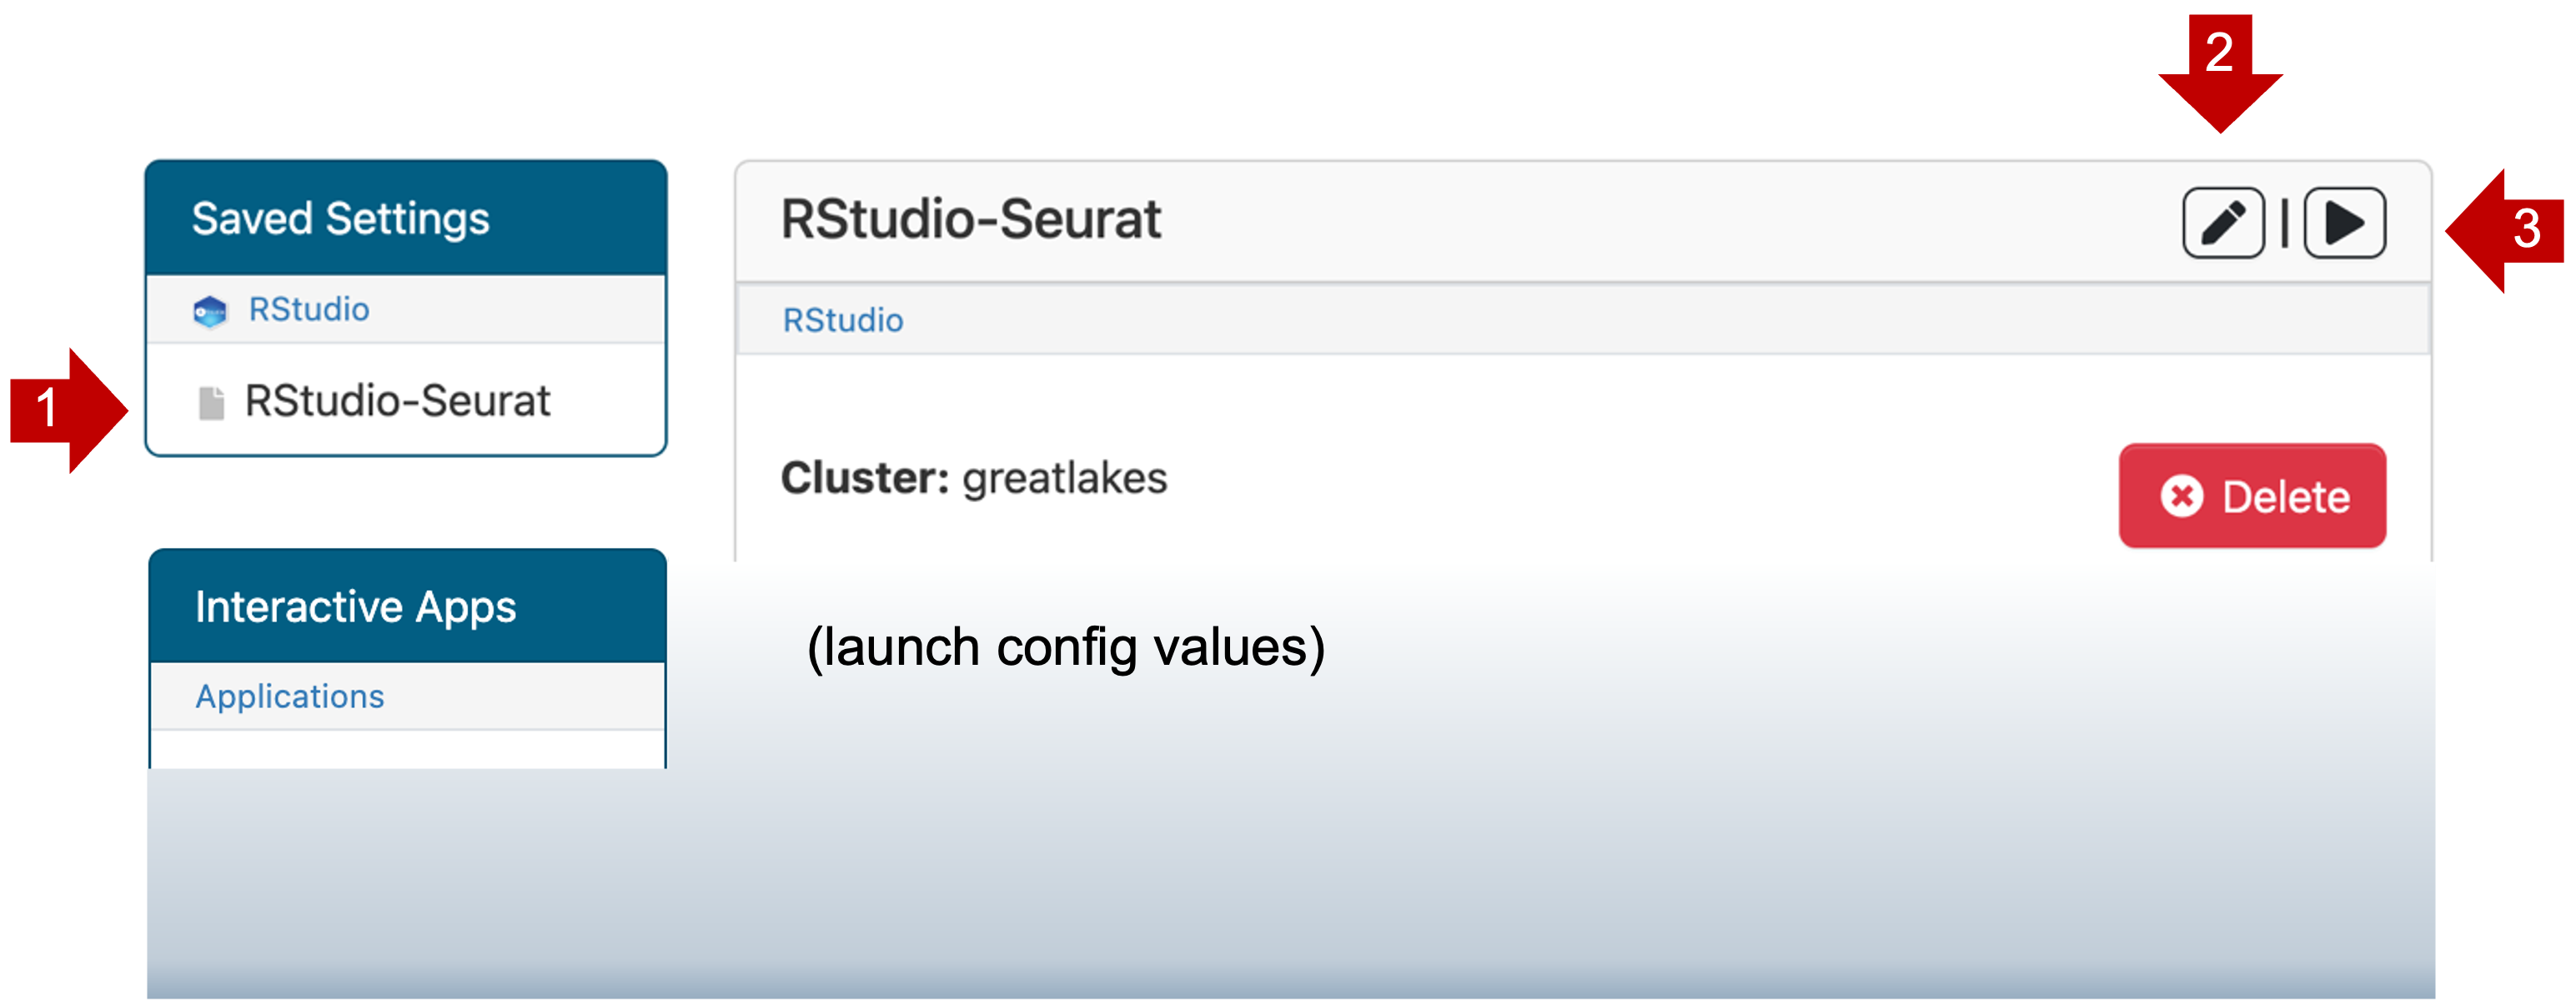 2
Saved Settings
RStudio-Seurat
3
RStudio
RStudio
1
RStudio-Seurat
Cluster: greatlakes
Delete
Interactive Apps
(launch config values)
Applications